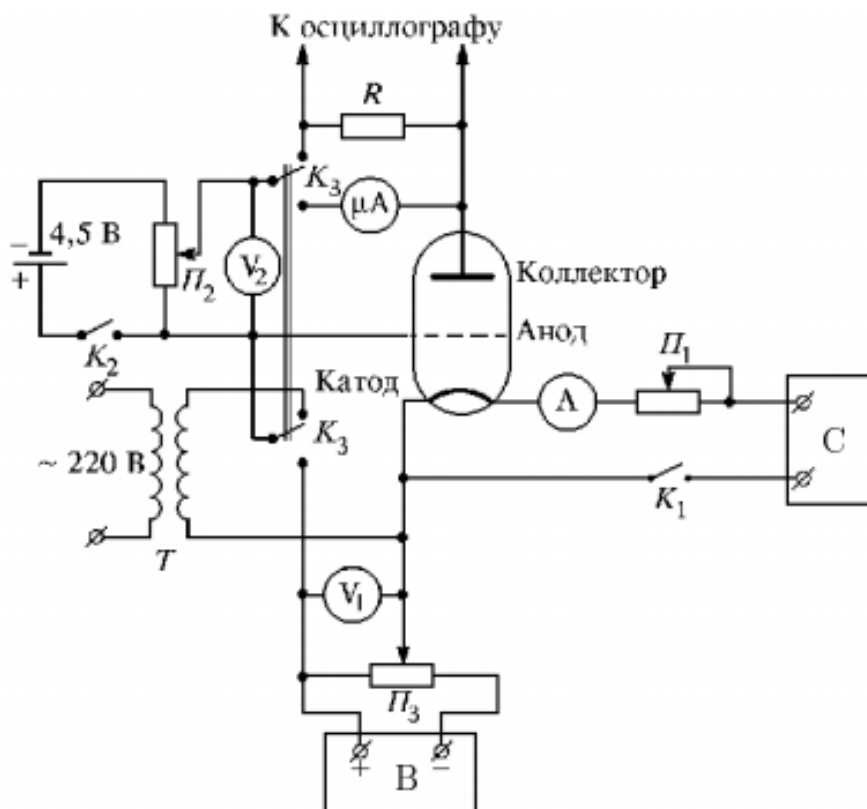 К осциллографу
R
K3
μA
– 4,5 В
+
П2
V2
Коллектор
Анод
K2
Катод
П1
A
С
K3
~ 220 В
K1
T
V1
П3
+ В –